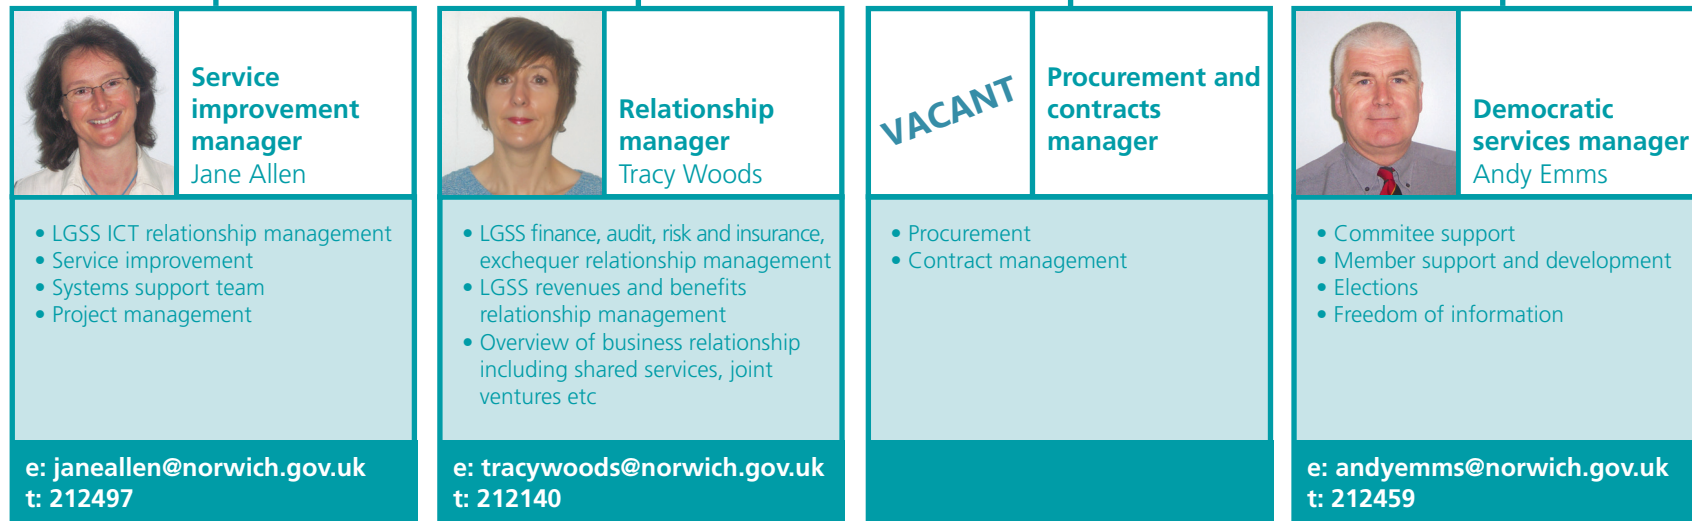 Service
improvement
manager
Jane Allen
• LGSS ICT relationship management
• Service improvement
• Systems support team
• Project management
e: janeallen@norwich.gov.uk
t: 212497
Relationship
manager
Tracy Woods
• LGSS finance, audit, risk and insurance,
exchequer relationship management
• LGSS revenues and benefits
relationship management
• Overview of business relationship
including shared services, joint
ventures etc
e: tracywoods@norwich.gov.uk
t: 212140
VACANT
Procurement and
contracts
manager
• Procurement
• Contract management
Democratic
services manager
Andy Emms
• Commitee support
• Member support and development
• Elections
• Freedom of information
e: andyemms@norwich.gov.uk
t: 212459